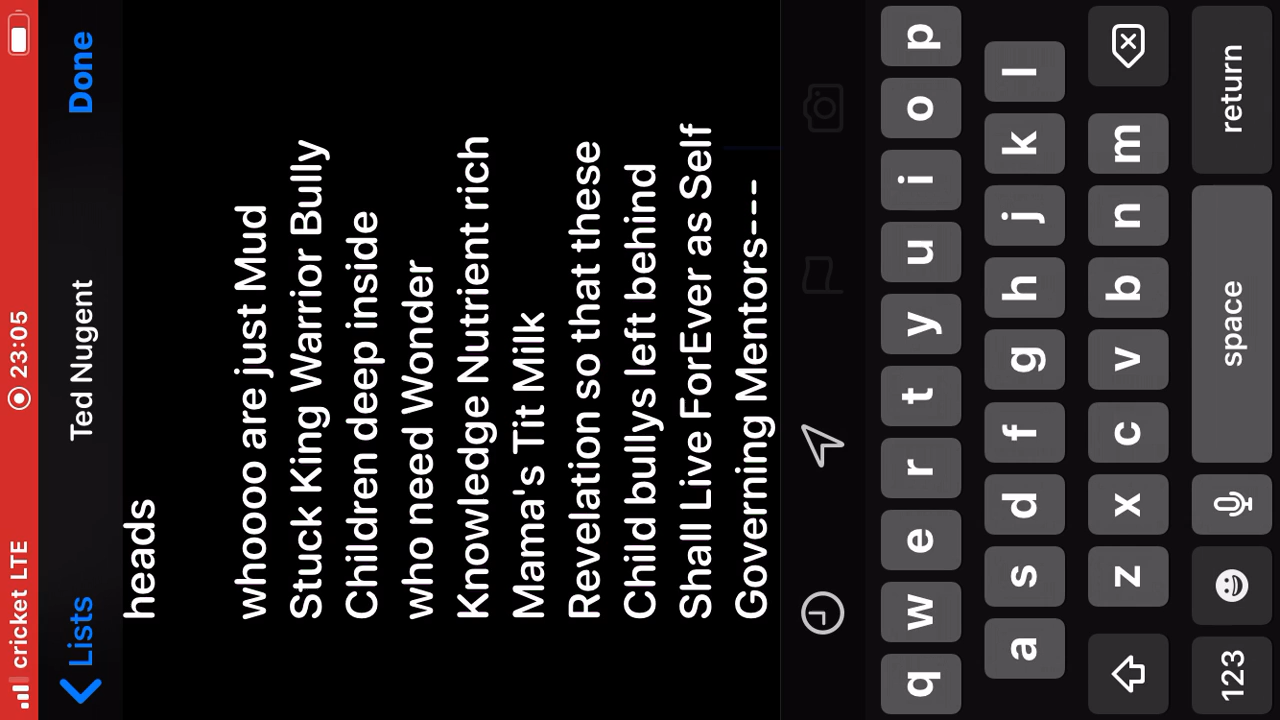 cricket LTE 23:05
Lists Ted Nugent Done
heads
whoooo are just Mud
Stuck King Warrior Bully
Children deep inside
who need Wonder
Knowledge Nutrient rich
Mama's Tit Milk
Revelation so that these
Child bullys left behind
Shall Live ForEver as Self
Governing Mentors---
q w e r t y u i o p
a s d f g h j k l
z x c v b n m
123 space return